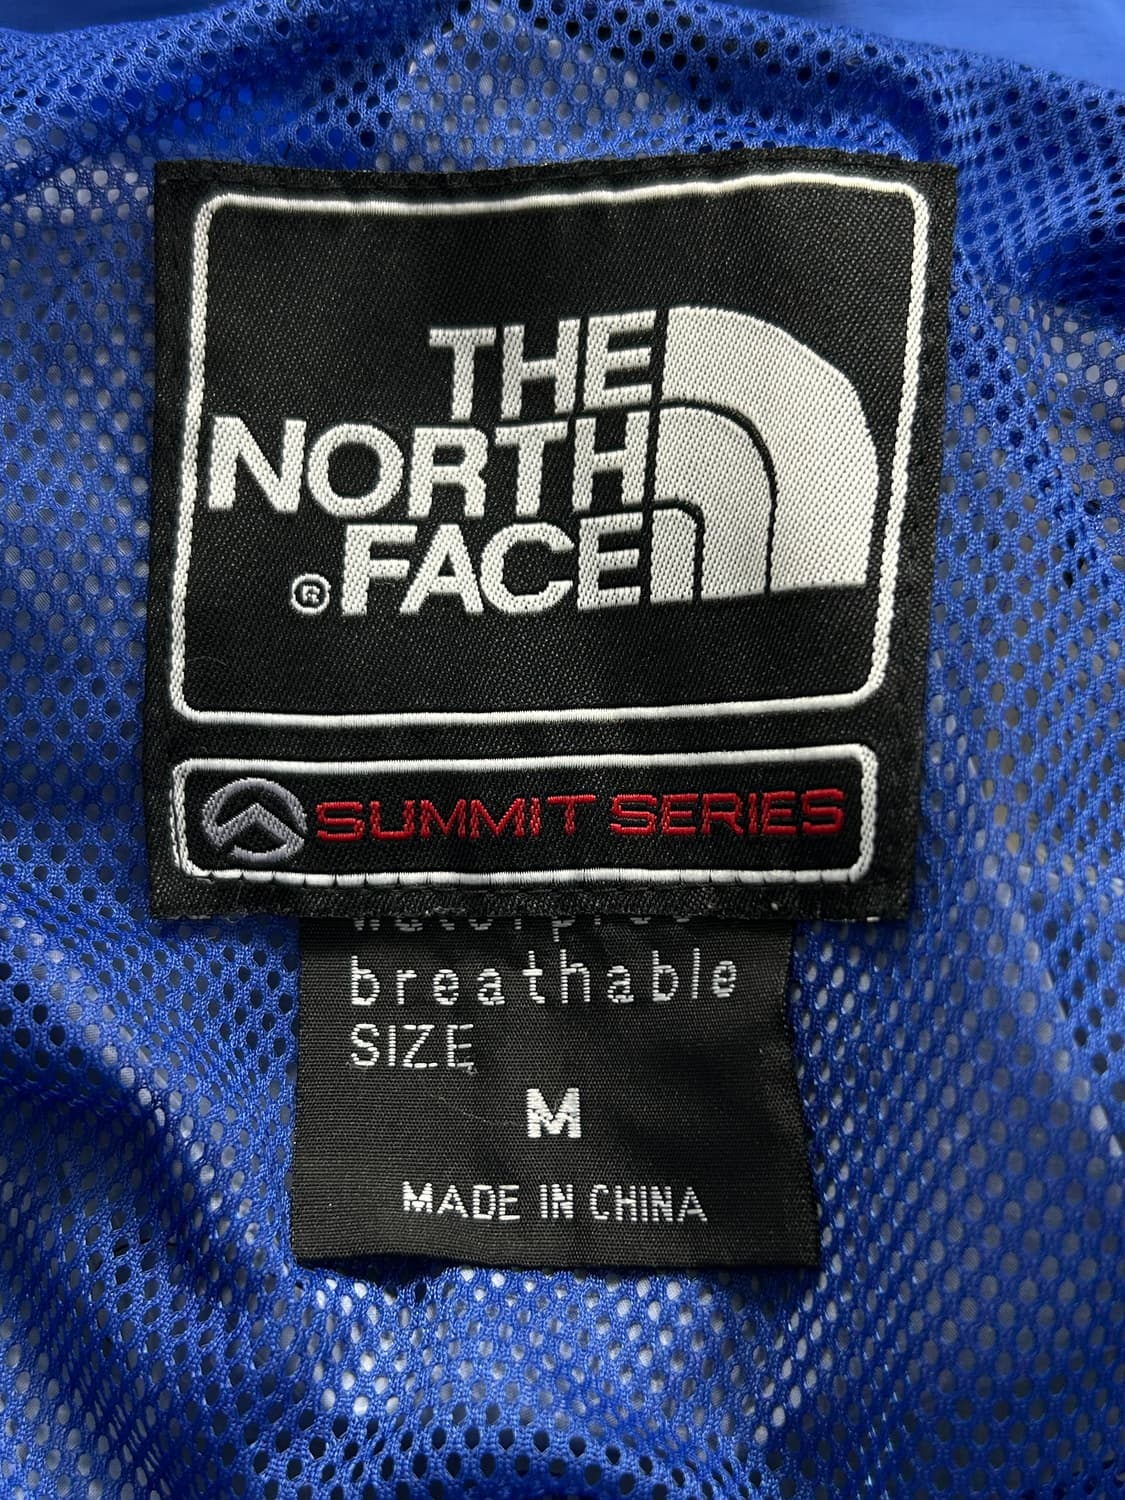 THE
NORTH
FACE
®
SUMMIT SERIES
breathable
SIZE
M
MADE IN CHINA